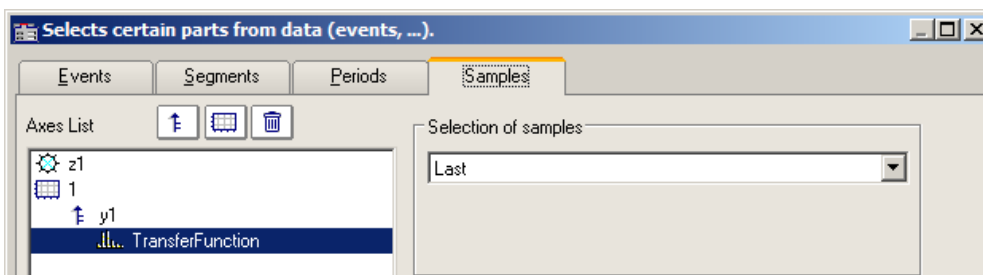 Selects certain parts from data (events, ...).
Events Segments Periods Samples
Axes List
Selection of samples
z1
Last
1
y1
TransferFunction